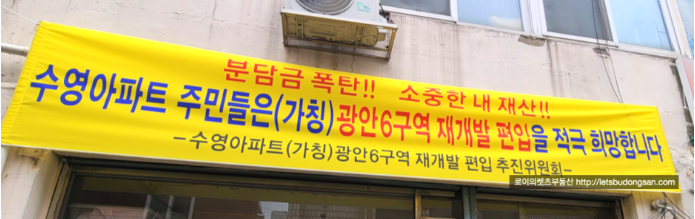 분담금 폭탄!! 소중한 내 재산!!
수영아파트 주민들은(가칭)광안6구역 재개발 편입을 적극 희망합니다
-수영아파트(가칭)광안6구역 재개발 편입 추진위원회-
로이의렛츠부동산 http://letsbudongsan.com